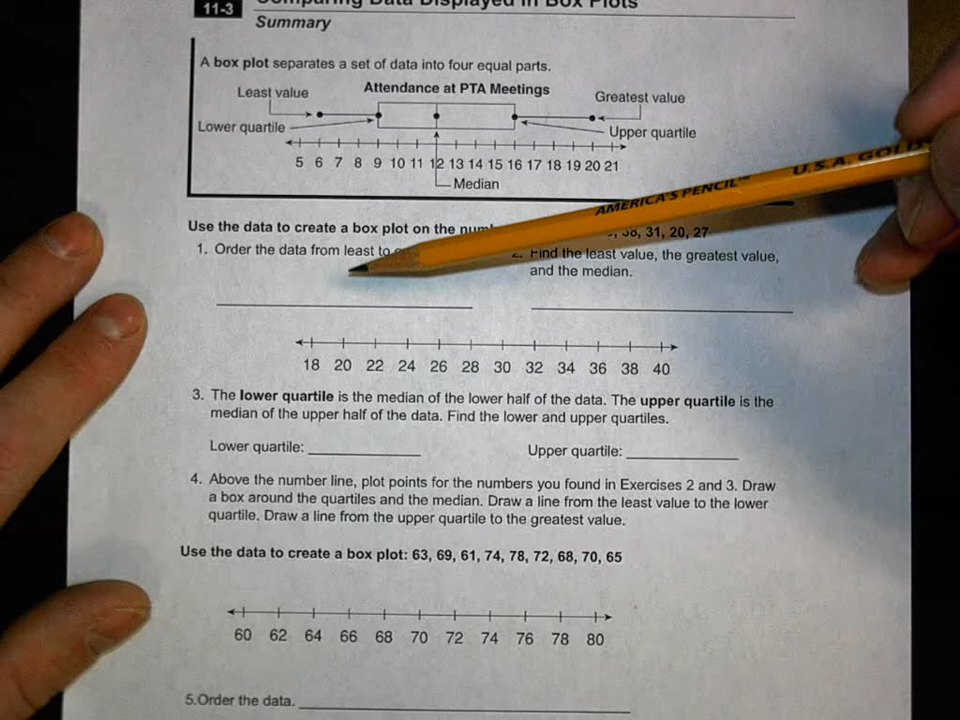 11-3 Comparing Data Displayed in Box Plots
Summary
A box plot separates a set of data into four equal parts.
Attendance at PTA Meetings
Least value
Greatest value
Lower quartile
Upper quartile
5 6 7 8 9 10 11 12 13 14 15 16 17 18 19 20 21
Median
AMERICA'S PENCIL™ U.S.A. GOLD
Use the data to create a box plot on the 31, 20, 27
1. Order the data from least to
2. Find the least value, the greatest value,
and the median.
18 20 22 24 26 28 30 32 34 36 38 40
3. The lower quartile is the median of the lower half of the data. The upper quartile is the
median of the upper half of the data. Find the lower and upper quartiles.
Lower quartile: Upper quartile:
4. Above the number line, plot points for the numbers you found in Exercises 2 and 3. Draw
a box around the quartiles and the median. Draw a line from the least value to the lower
quartile. Draw a line from the upper quartile to the greatest value.
Use the data to create a box plot: 63, 69, 61, 74, 78, 72, 68, 70, 65
60 62 64 66 68 70 72 74 76 78 80
5.Order the data.